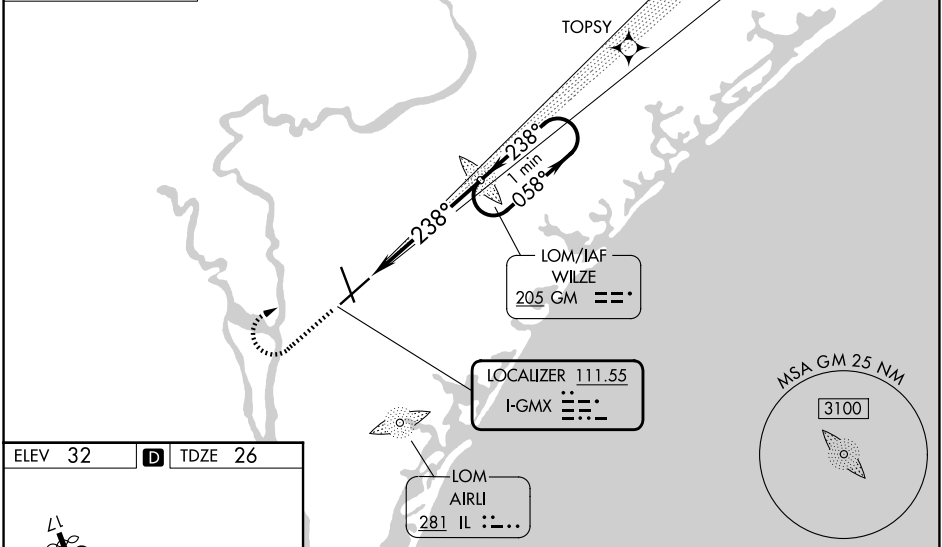 TOPSY
238°
1 min
058°
238°
LOM/IAF
WILZE
205 GM
LOCALIZER 111.55
I-GMX
MSA GM 25 NM
3100
LOM
AIRLI
281 IL
ELEV 32 D TDZE 26
17